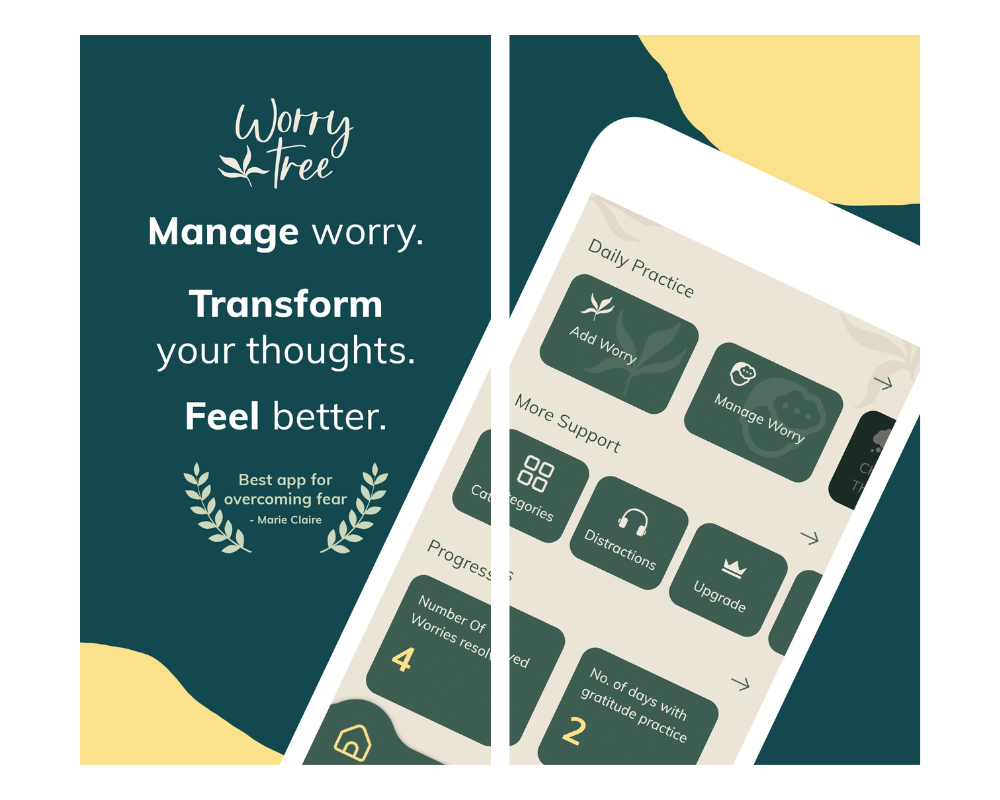 Worry
Tree
Manage worry.
Transform
your thoughts.
Feel better.
Best app for
overcoming fear
- Marie Claire
Daily Practice
Add Worry
Manage Worry
More Support
Categories
Distractions
Upgrade
Progress
Number Of
Worries resolved
4
No. of days with
gratitude practice
2